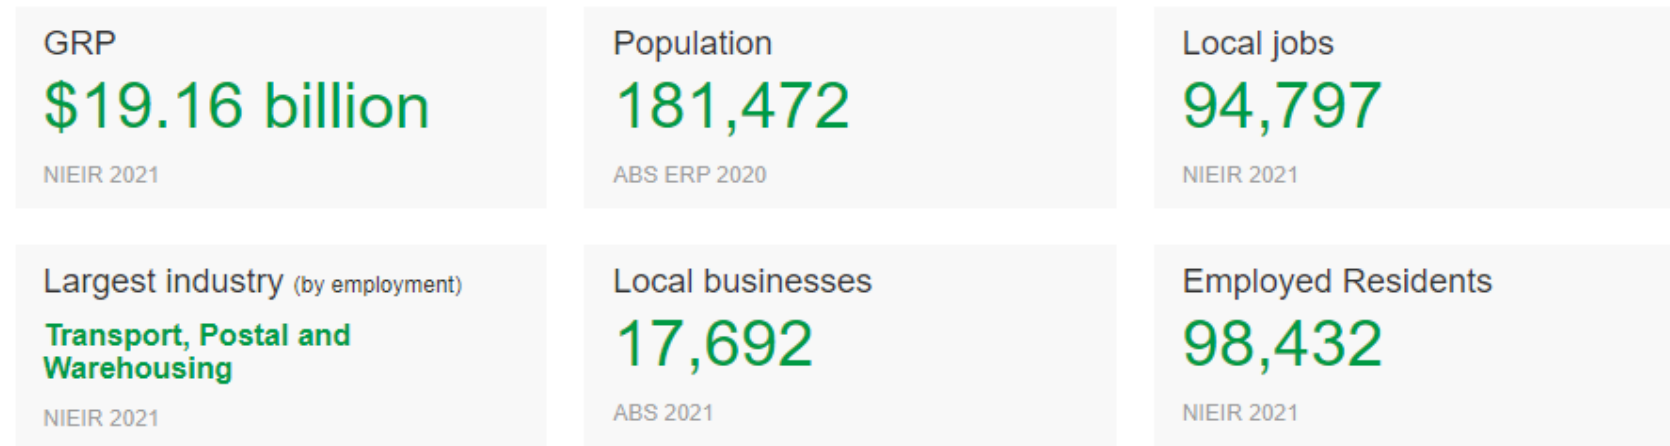 GRP
$19.16 billion
NIEIR 2021
Population
181,472
ABS ERP 2020
Local jobs
94,797
NIEIR 2021
Largest industry (by employment)
Transport, Postal and
Warehousing
NIEIR 2021
Local businesses
17,692
ABS 2021
Employed Residents
98,432
NIEIR 2021